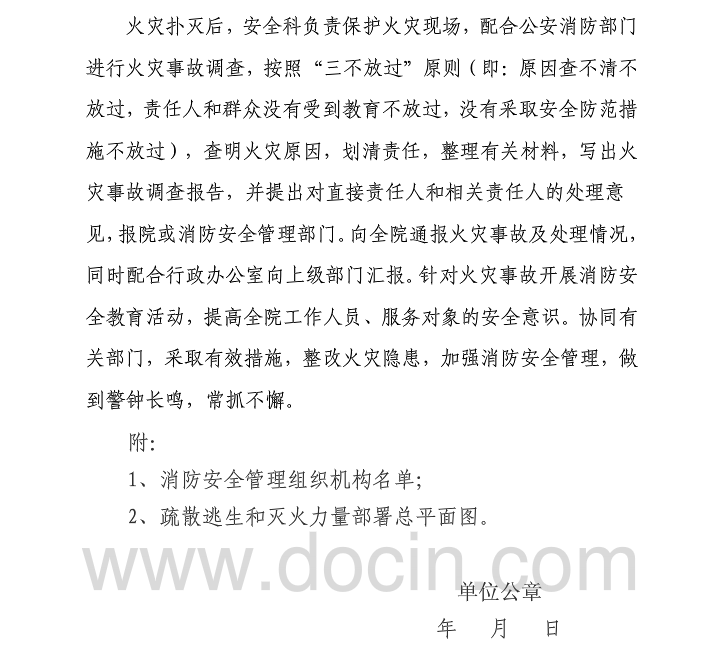 火灾扑灭后，安全科负责保护火灾现场，配合公安消防部门
进行火灾事故调查，按照“三不放过”原则（即：原因查不清不
放过，责任人和群众没有受到教育不放过，没有采取安全防范措
施不放过），查明火灾原因，划清责任，整理有关材料，写出火
灾事故调查报告，并提出对直接责任人和相关责任人的处理意
见，报院或消防安全管理部门。向全院通报火灾事故及处理情况，
同时配合行政办公室向上级部门汇报。针对火灾事故开展消防安
全教育活动，提高全院工作人员、服务对象的安全意识。协同有
关部门，采取有效措施，整改火灾隐患，加强消防安全管理，做
到警钟长鸣，常抓不懈。
附：
1、消防安全管理组织机构名单；
2、疏散逃生和灭火力量部署总平面图。
www.docin.com
单位公章
年 月 日